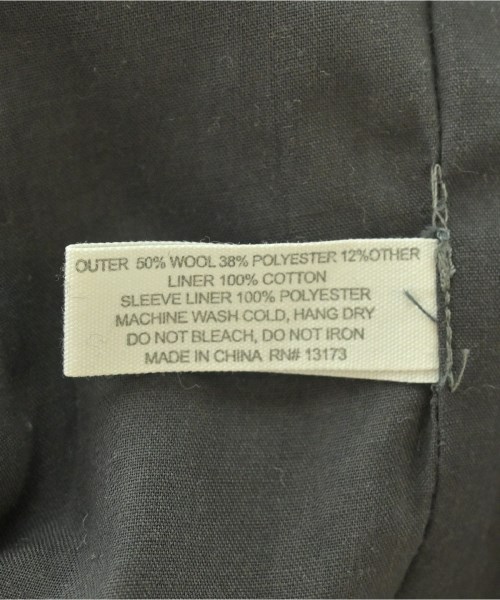 OUTER 50% WOOL 38% POLYESTER 12%OTHER
LINER 100% COTTON
SLEEVE LINER 100% POLYESTER
MACHINE WASH COLD, HANG DRY
DO NOT BLEACH, DO NOT IRON
MADE IN CHINA RN# 13173